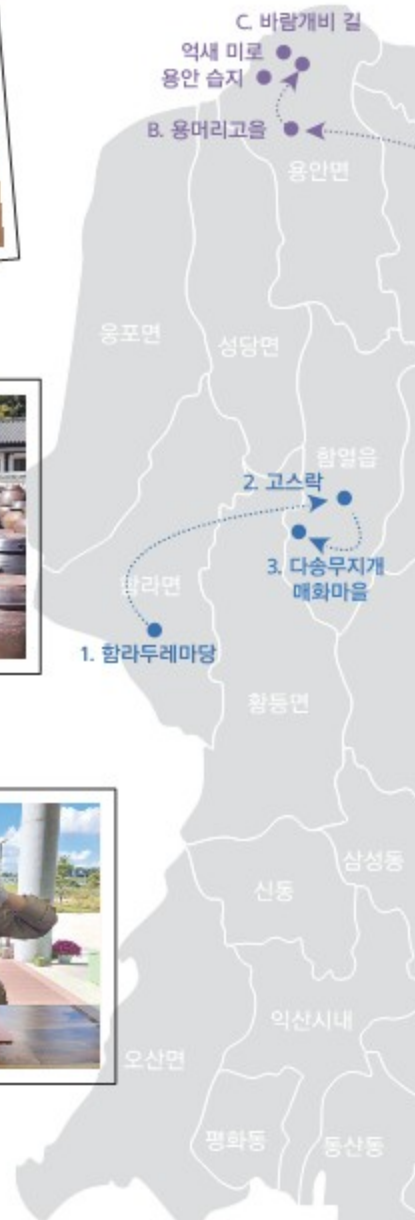 C. 바람개비 길
억새 미로
용안 습지
B. 용머리고을
용안면
웅포면
성당면
함열읍
2. 고스락
3. 다송무지개
매화마을
함라면
1. 함라두레마당
황등면
삼성동
신동
익산시내
오산면
평화동
동산동